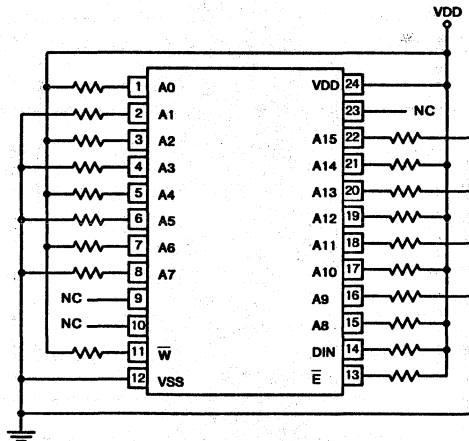 VDD
1 A0 VDD 24
2 A1 23 NC
3 A2 A15 22
4 A3 A14 21
5 A4 A13 20
6 A5 A12 19
7 A6 A11 18
8 A7 A10 17
NC 9 A9 16
NC 10 A8 15
11 W̅ DIN 14
12 VSS E̅ 13